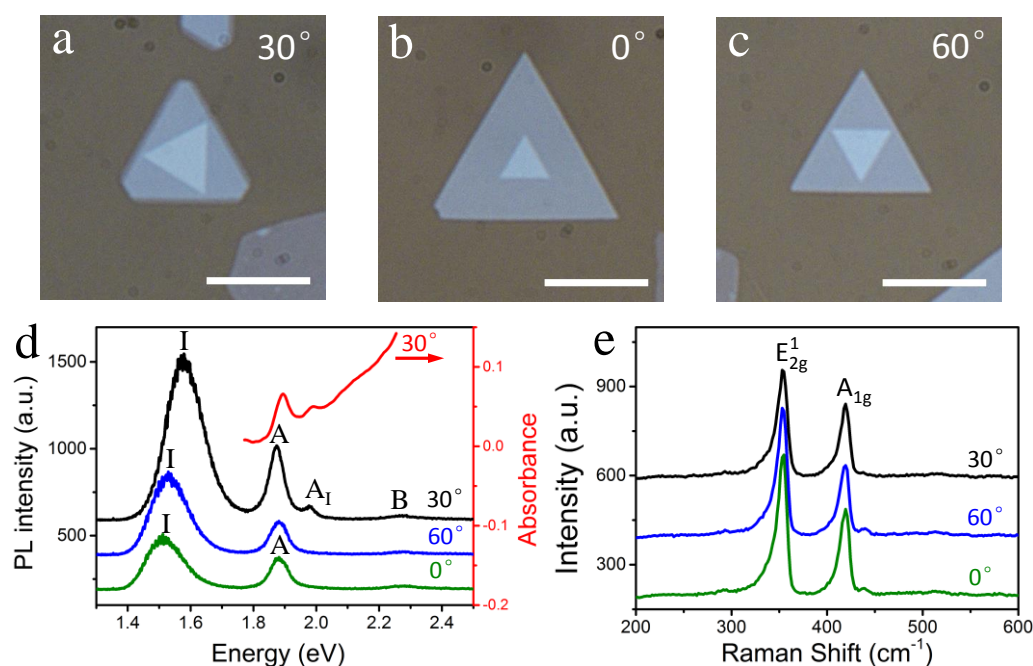 a 30° b 0° c 60°
d
PL intensity (a.u.)
1500
1000
500
1.4 1.6 1.8 2.0 2.2 2.4
Energy (eV)
I
I
I
A
A
A_I
B
30°
30°
60°
0°
0.1
0.0
-0.1
-0.2
Absorbance
e
Intensity (a.u.)
900
600
300
200 300 400 500 600
Raman Shift (cm⁻¹)
E¹₂g
A₁g
30°
60°
0°